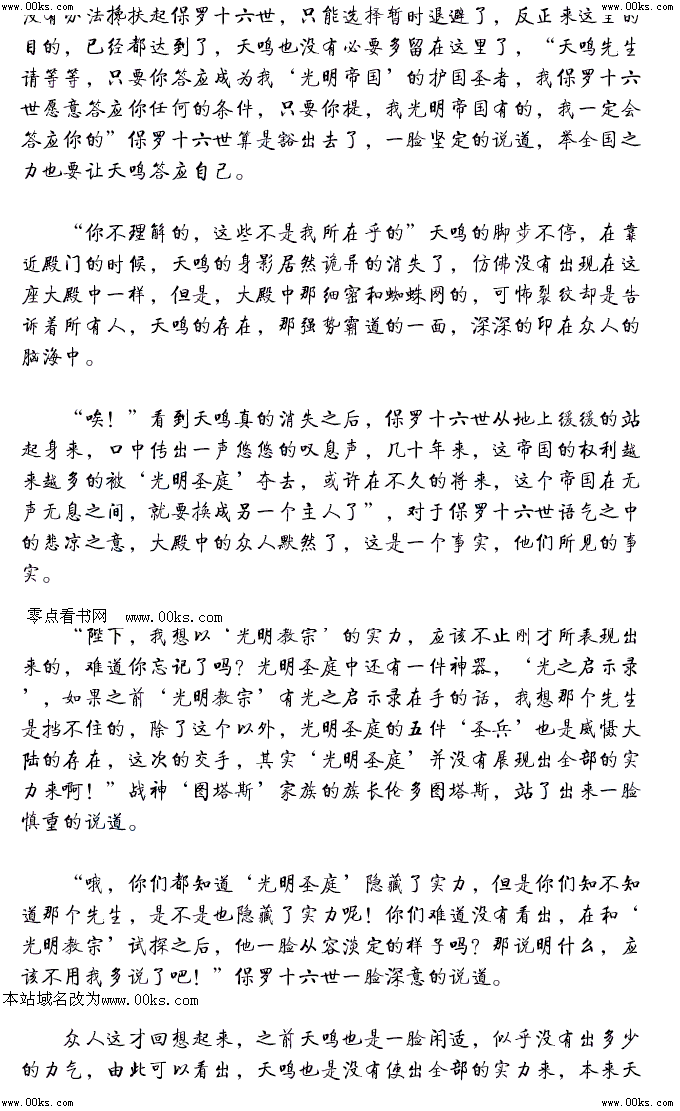 www.00ks.com www.00ks.com
没有办法搀扶起保罗十六世，只能选择暂时退避了，反正来这里的
目的，已经都达到了，天鸣也没有必要多留在这里了，“天鸣先生
请等等，只要你答应成为我‘光明帝国’的护国圣者，我保罗十六
世愿意答应你任何的条件，只要你提，我光明帝国有的，我一定会
答应你的”保罗十六世算是豁出去了，一脸坚定的说道，举全国之
力也要让天鸣答应自己。
“你不理解的，这些不是我所在乎的”天鸣的脚步不停，在靠
近殿门的时候，天鸣的身影居然诡异的消失了，仿佛没有出现在这
座大殿中一样，但是，大殿中那细密和蜘蛛网的，可怖裂纹却是告
诉着所有人，天鸣的存在，那强势霸道的一面，深深的印在众人的
脑海中。
“唉！”看到天鸣真的消失之后，保罗十六世从地上缓缓的站
起身来，口中传出一声悠悠的叹息声，几十年来，这帝国的权利越
来越多的被‘光明圣庭’夺去，或许在不久的将来，这个帝国在无
声无息之间，就要换成另一个主人了”，对于保罗十六世语气之中
的悲凉之意，大殿中的众人默然了，这是一个事实，他们所见的事
实。
零点看书网 www.00ks.com
“陛下，我想以‘光明教宗’的实力，应该不止刚才所表现出
来的，难道你忘记了吗？光明圣庭中还有一件神器，‘光之启示录
’，如果之前‘光明教宗’有光之启示录在手的话，我想那个先生
是挡不住的，除了这个以外，光明圣庭的五件‘圣兵’也是威慑大
陆的存在，这次的交手，其实‘光明圣庭’并没有展现出全部的实
力来啊！”战神‘图塔斯’家族的族长伦多图塔斯，站了出来一脸
慎重的说道。
“哦，你们都知道‘光明圣庭’隐藏了实力，但是你们知不知
道那个先生，是不是也隐藏了实力呢！你们难道没有看出，在和‘
光明教宗’试探之后，他一脸从容淡定的样子吗？那说明什么，应
该不用我多说了吧！”保罗十六世一脸深意的说道。
本站域名改为www.00ks.com
众人这才回想起来，之前天鸣也是一脸闲适，似乎没有出多少
的力气，由此可以看出，天鸣也是没有使出全部的实力来，本来天
www.00ks.com www.00ks.com